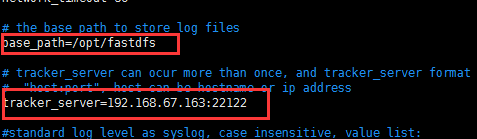 network_timeout=60
# the base path to store log files
base_path=/opt/fastdfs
# tracker_server can ocur more than once, and tracker_server format
#  "host:port", host can be hostname or ip address
tracker_server=192.168.67.163:22122
#standard log level as syslog, case insensitive, value list: